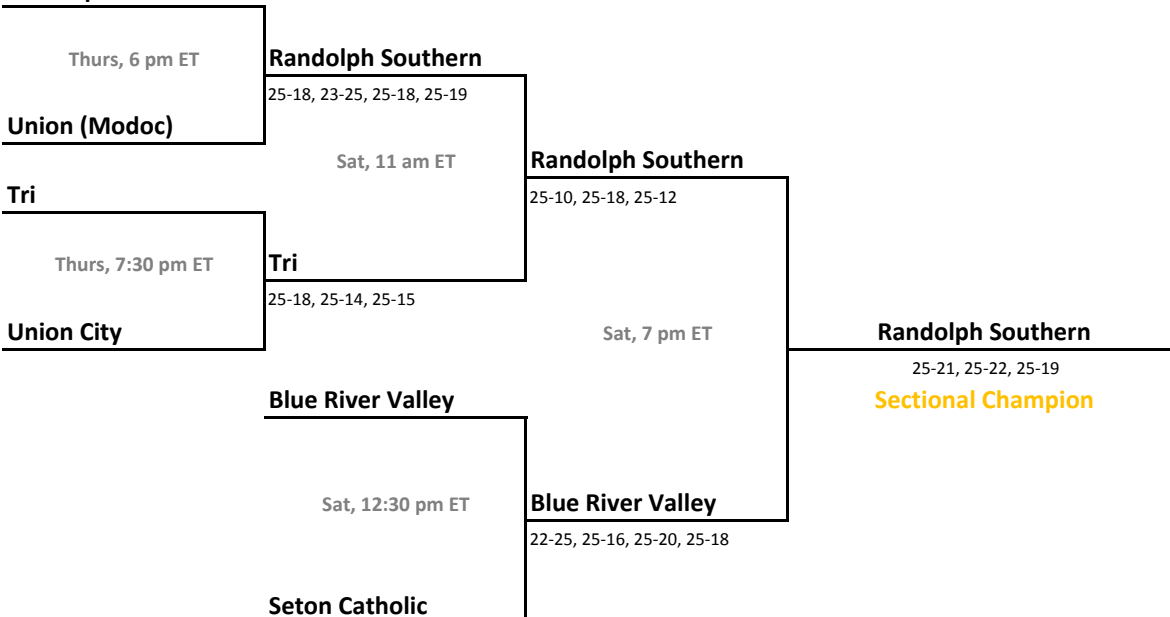 Thurs, 6 pm ET
Randolph Southern
25-18, 23-25, 25-18, 25-19
Union (Modoc)
Sat, 11 am ET
Randolph Southern
25-10, 25-18, 25-12
Tri
Thurs, 7:30 pm ET
Tri
25-18, 25-14, 25-15
Union City
Sat, 7 pm ET
Randolph Southern
25-21, 25-22, 25-19
Sectional Champion
Blue River Valley
Sat, 12:30 pm ET
Blue River Valley
22-25, 25-16, 25-20, 25-18
Seton Catholic